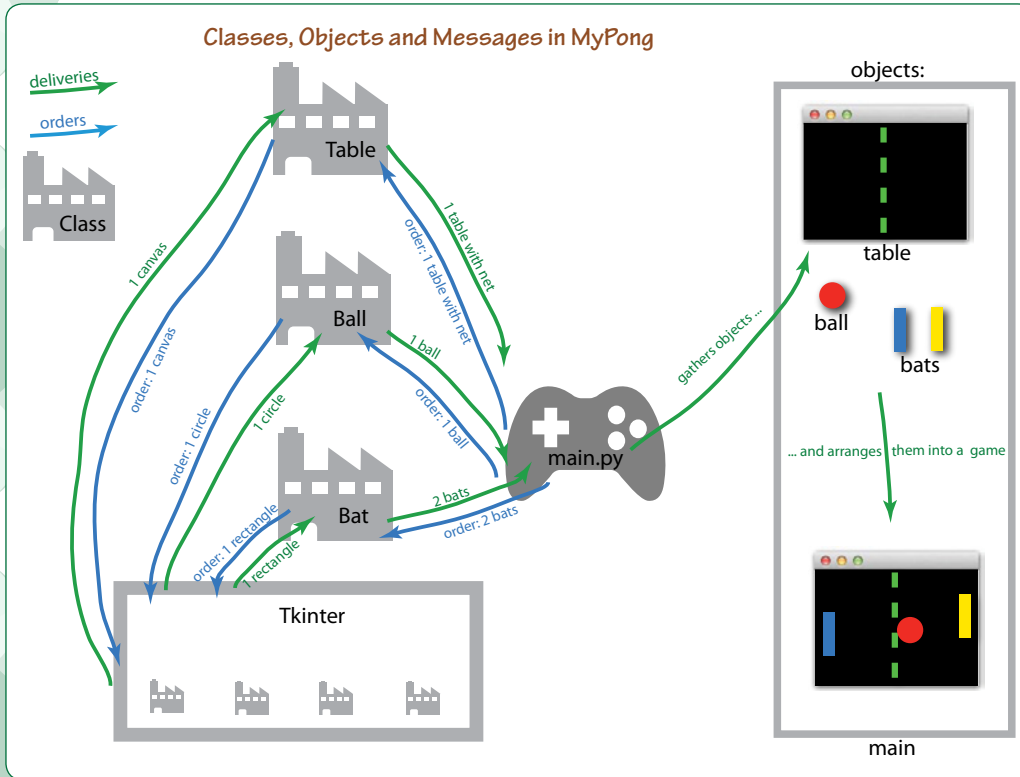 Classes, Objects and Messages in MyPong
deliveries
orders
Class
Table
Ball
Bat
1 canvas
order: 1 canvas
order: 1 circle
1 circle
order: 1 rectangle
1 rectangle
1 table with net
order: 1 table with net
1 ball
order: 1 ball
2 bats
order: 2 bats
main.py
Tkinter
gathers objects ...
objects:
table
ball
bats
... and arranges them into a game
main